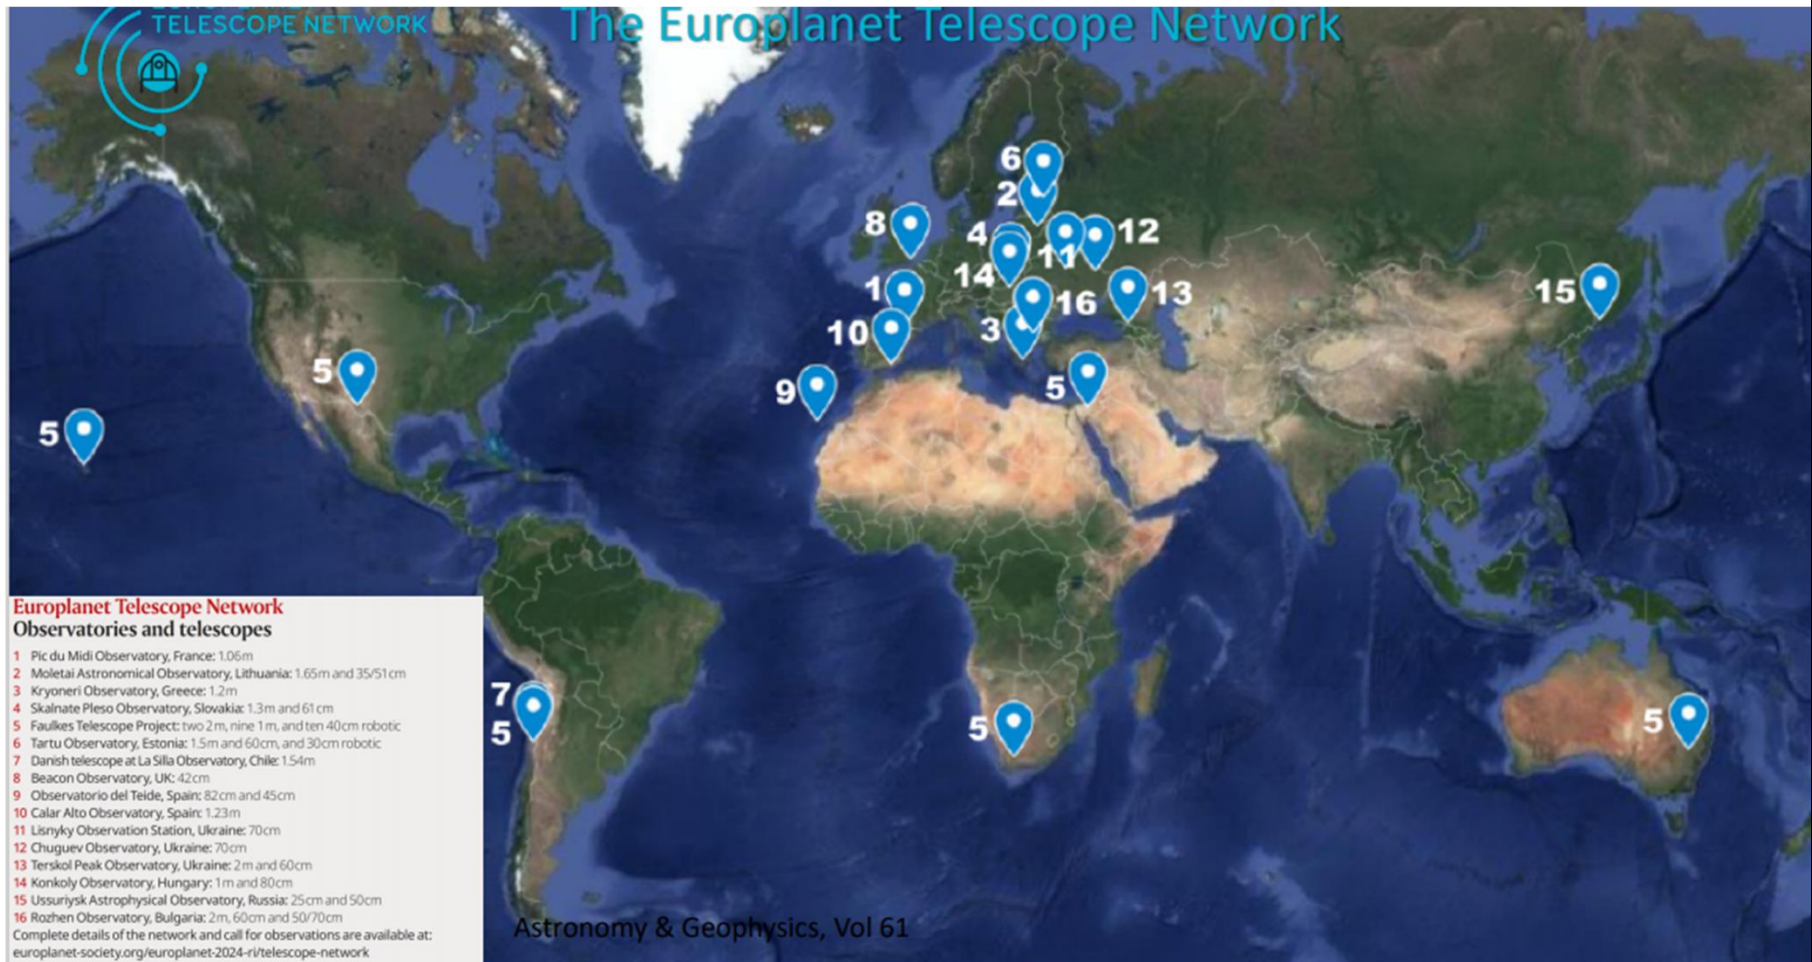 TELESCOPE NETWORK
The Europlanet Telescope Network
6
2
8
4
12
11
14
1
16
13
15
10
3
5
9
5
5
7
5
5
5
Europlanet Telescope Network
Observatories and telescopes
1 Pic du Midi Observatory, France: 1.06m
2 Moletai Astronomical Observatory, Lithuania: 1.65m and 35/51cm
3 Kryoneri Observatory, Greece: 1.2m
4 Skalnate Pleso Observatory, Slovakia: 1.3m and 61cm
5 Faulkes Telescope Project: two 2m, nine 1m, and ten 40cm robotic
6 Tartu Observatory, Estonia: 1.5m and 60cm, and 30cm robotic
7 Danish telescope at La Silla Observatory, Chile: 1.54m
8 Beacon Observatory, UK: 42cm
9 Observatorio del Teide, Spain: 82cm and 45cm
10 Calar Alto Observatory, Spain: 1.23m
11 Lisnyky Observation Station, Ukraine: 70cm
12 Chuguev Observatory, Ukraine: 70cm
13 Terskol Peak Observatory, Ukraine: 2m and 60cm
14 Konkoly Observatory, Hungary: 1m and 80cm
15 Ussuriysk Astrophysical Observatory, Russia: 25cm and 50cm
16 Rozhen Observatory, Bulgaria: 2m, 60cm and 50/70cm
Complete details of the network and call for observations are available at:
europlanet-society.org/europlanet-2024-ri/telescope-network
Astronomy & Geophysics, Vol 61